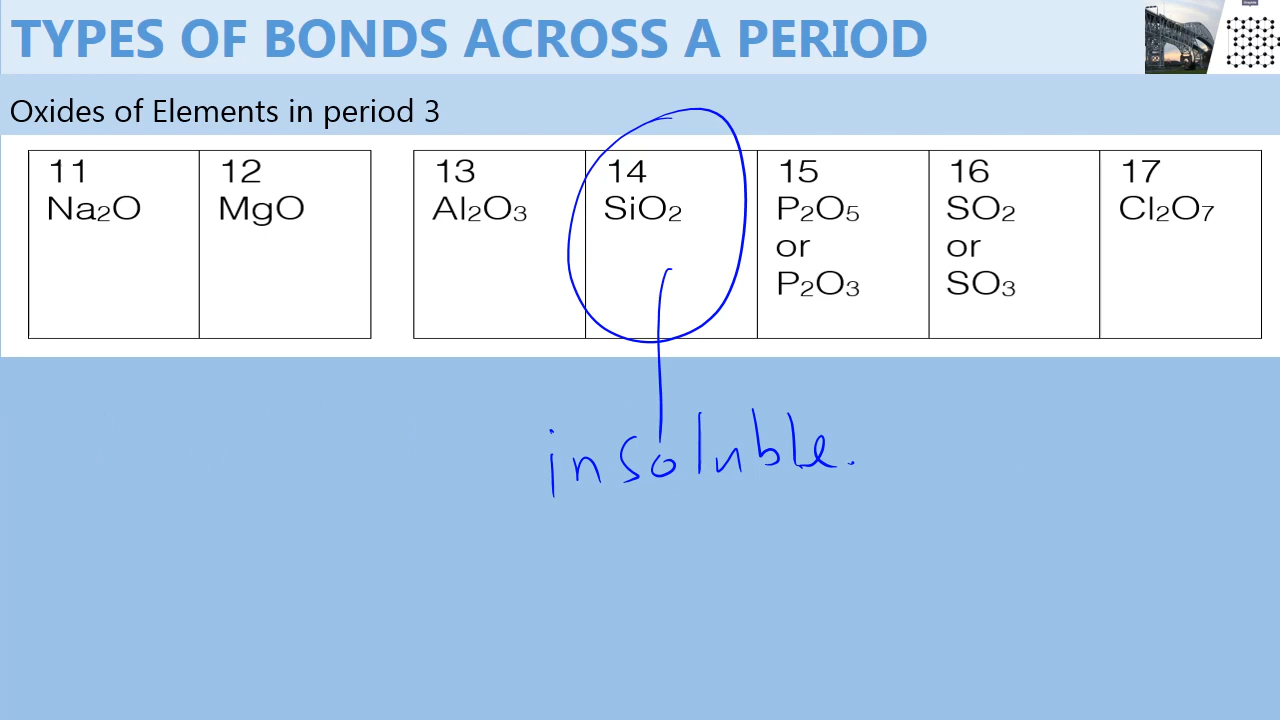 TYPES OF BONDS ACROSS A PERIOD
Oxides of Elements in period 3
11 12 13 14 15 16 17
Na₂O MgO Al₂O₃ SiO₂ P₂O₅ SO₂ Cl₂O₇
or or
P₂O₃ SO₃
insoluble.